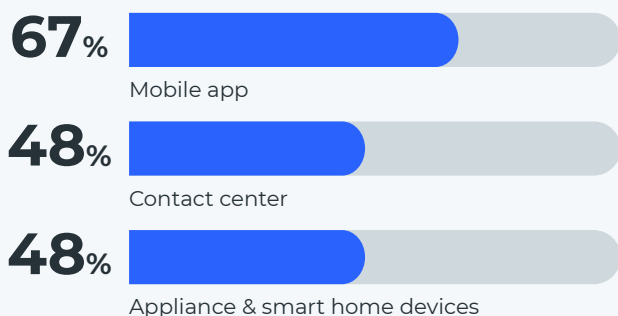 67%
Mobile app
48%
Contact center
48%
Appliance & smart home devices